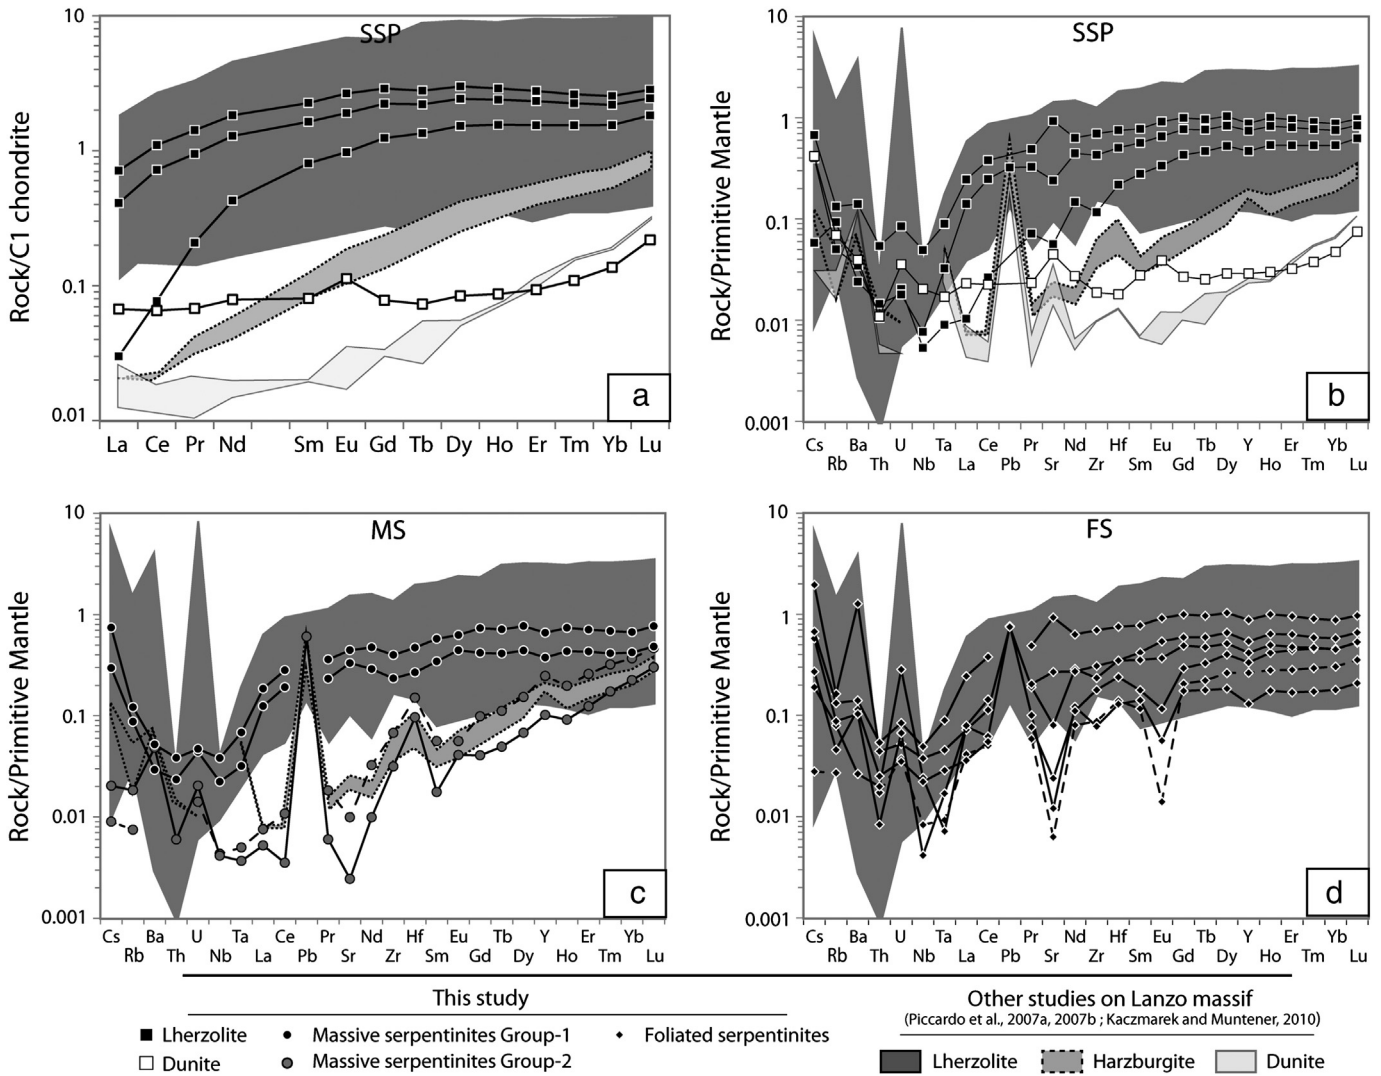 SSP
Rock/C1 chondrite
10
1
0.1
0.01
La Ce Pr Nd Sm Eu Gd Tb Dy Ho Er Tm Yb Lu
a
SSP
Rock/Primitive Mantle
10
1
0.1
0.01
0.001
Cs Ba U Ta Ce Pr Nd Hf Eu Tb Y Er Yb
Rb Th Nb La Pb Sr Zr Sm Gd Dy Ho Tm Lu
b
MS
Rock/Primitive Mantle
10
1
0.1
0.01
0.001
Cs Ba U Ta Ce Pr Nd Hf Eu Tb Y Er Yb
Rb Th Nb La Pb Sr Zr Sm Gd Dy Ho Tm Lu
c
FS
Rock/Primitive Mantle
10
1
0.1
0.01
0.001
Cs Ba U Ta Ce Pr Nd Hf Eu Tb Y Er Yb
Rb Th Nb La Pb Sr Zr Sm Gd Dy Ho Tm Lu
d
This study
Lherzolite
Massive serpentinites Group-1
Foliated serpentinites
Dunite
Massive serpentinites Group-2
Other studies on Lanzo massif
(Piccardo et al., 2007a, 2007b ; Kaczmarek and Muntener, 2010)
Lherzolite
Harzburgite
Dunite